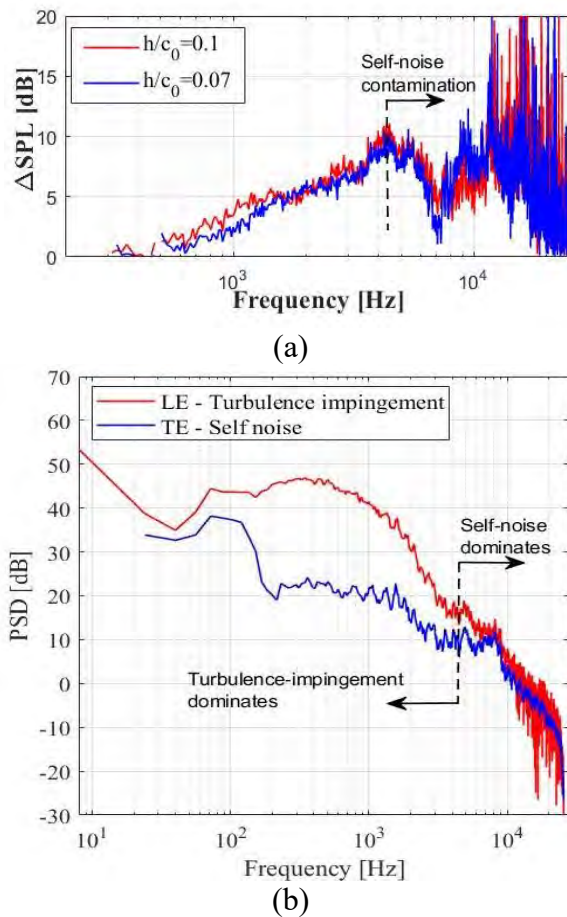 20
15
10
5
0
ΔSPL [dB]
h/c0=0.1
h/c0=0.07
Self-noise
contamination
10^3
10^4
Frequency [Hz]
(a)
70
60
50
40
30
20
10
0
-10
-20
-30
PSD [dB]
LE - Turbulence impingement
TE - Self noise
Self-noise
dominates
Turbulence-impingement
dominates
10^1
10^2
10^3
10^4
Frequency [Hz]
(b)